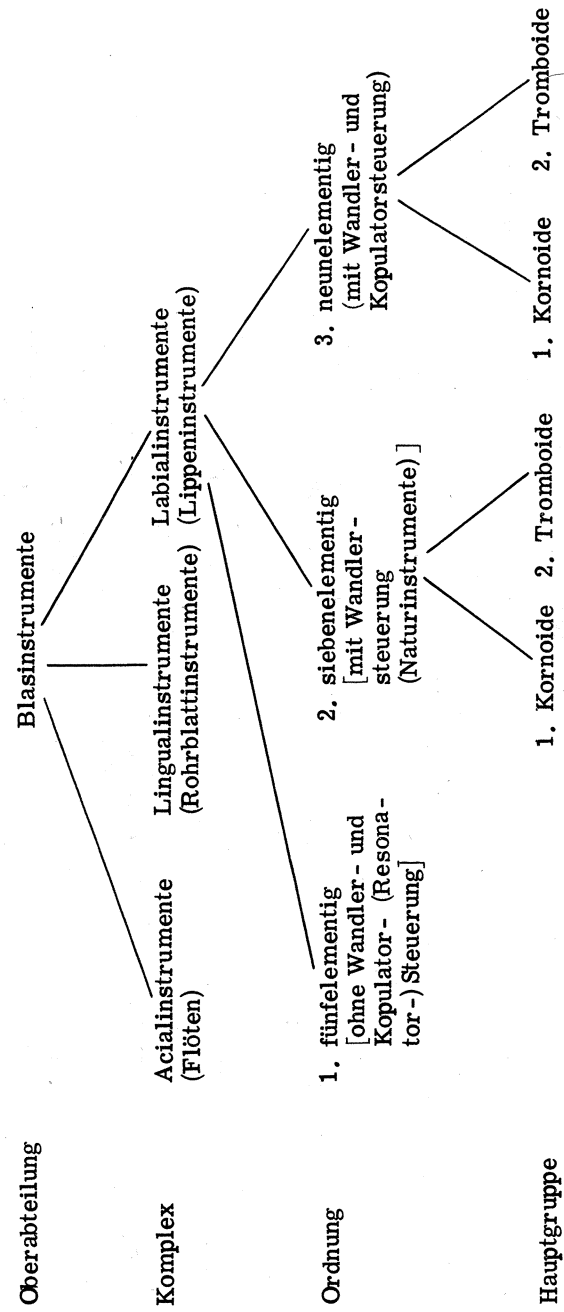 Oberabteilung
Blasinstrumente
Komplex
Acialinstrumente
(Flöten)
Lingualinstrumente
(Rohrblattinstrumente)
Labialinstrumente
(Lippeninstrumente)
Ordnung
1. fünfelementig
[ohne Wandler- und
Kopulator- (Resona-
tor-) Steuerung]
2. siebenelementig
[mit Wandler-
steuerung
(Naturinstrumente) ]
3. neunelementig
(mit Wandler- und
Kopulatorsteuerung)
Hauptgruppe
1. Kornoide 2. Tromboide
1. Kornoide 2. Tromboide